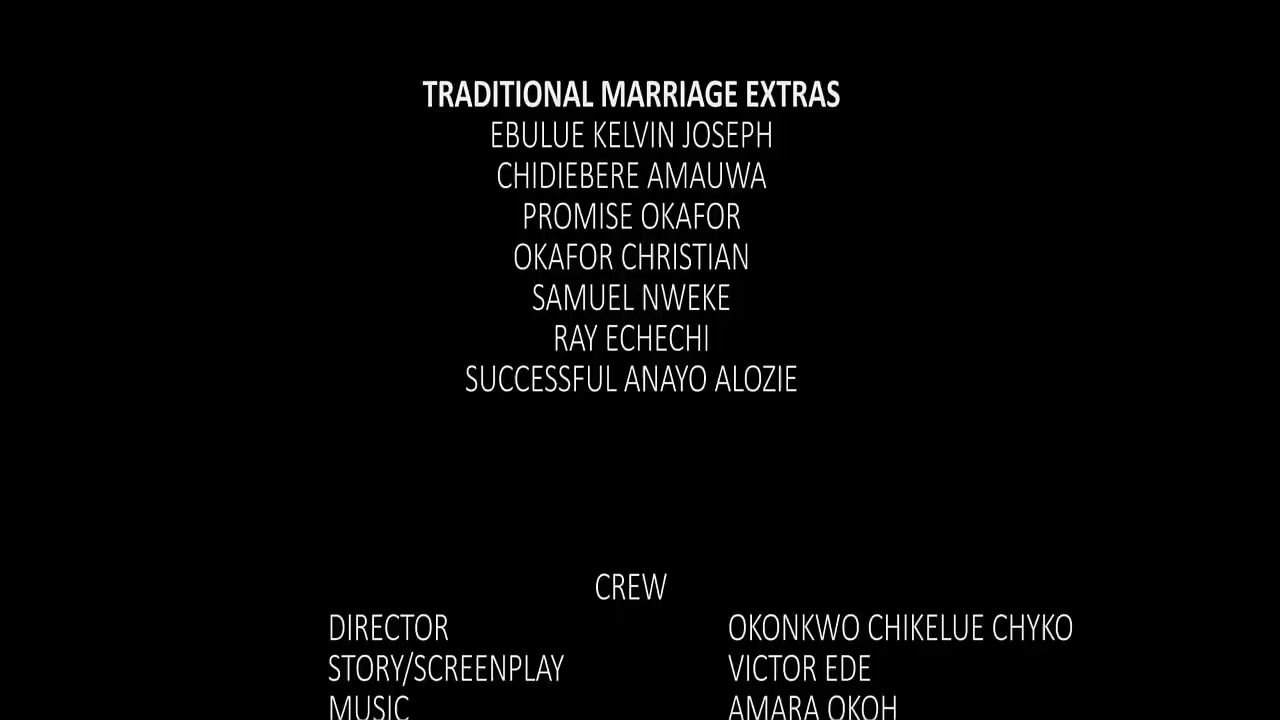 TRADITIONAL MARRIAGE EXTRAS
EBULUE KELVIN JOSEPH
CHIDIEBERE AMAUWA
PROMISE OKAFOR
OKAFOR CHRISTIAN
SAMUEL NWEKE
RAY ECHECHI
SUCCESSFUL ANAYO ALOZIE
CREW
DIRECTOR OKONKWO CHIKELUE CHYKO
STORY/SCREENPLAY VICTOR EDE
MUSIC AMARA OKOH